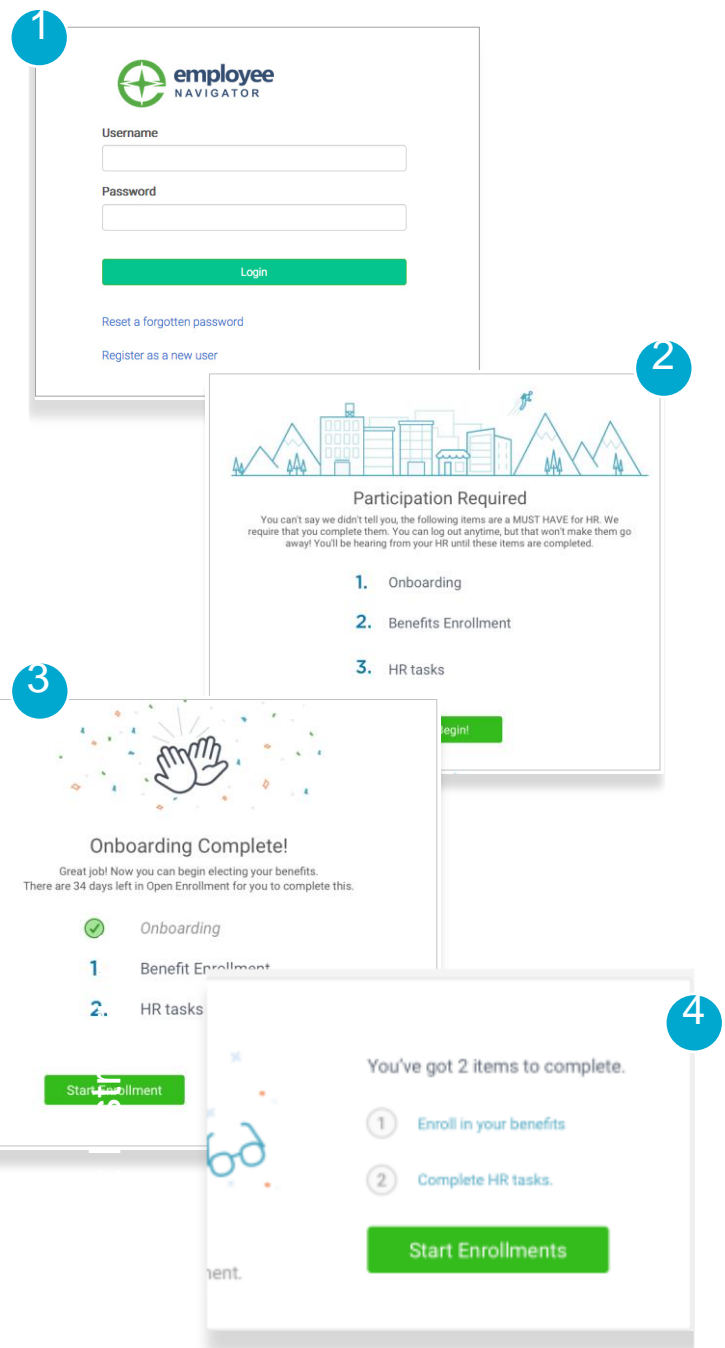 1
employee
NAVIGATOR
Username
Password
Login
Reset a forgotten password
Register as a new user
2
Participation Required
You can't say we didn't tell you, the following items are a MUST HAVE for HR. We
require that you complete them. You can log out anytime, but that won't make them go
away! You'll be hearing from your HR until these items are completed.
1. Onboarding
2. Benefits Enrollment
3. HR tasks
egin!
3
Onboarding Complete!
Great job! Now you can begin electing your benefits.
There are 34 days left in Open Enrollment for you to complete this.
Onboarding
1 Benefit Enrollment
2. HR tasks
Start Enrollment
4
You've got 2 items to complete.
1 Enroll in your benefits
2 Complete HR tasks.
Start Enrollments
nent.